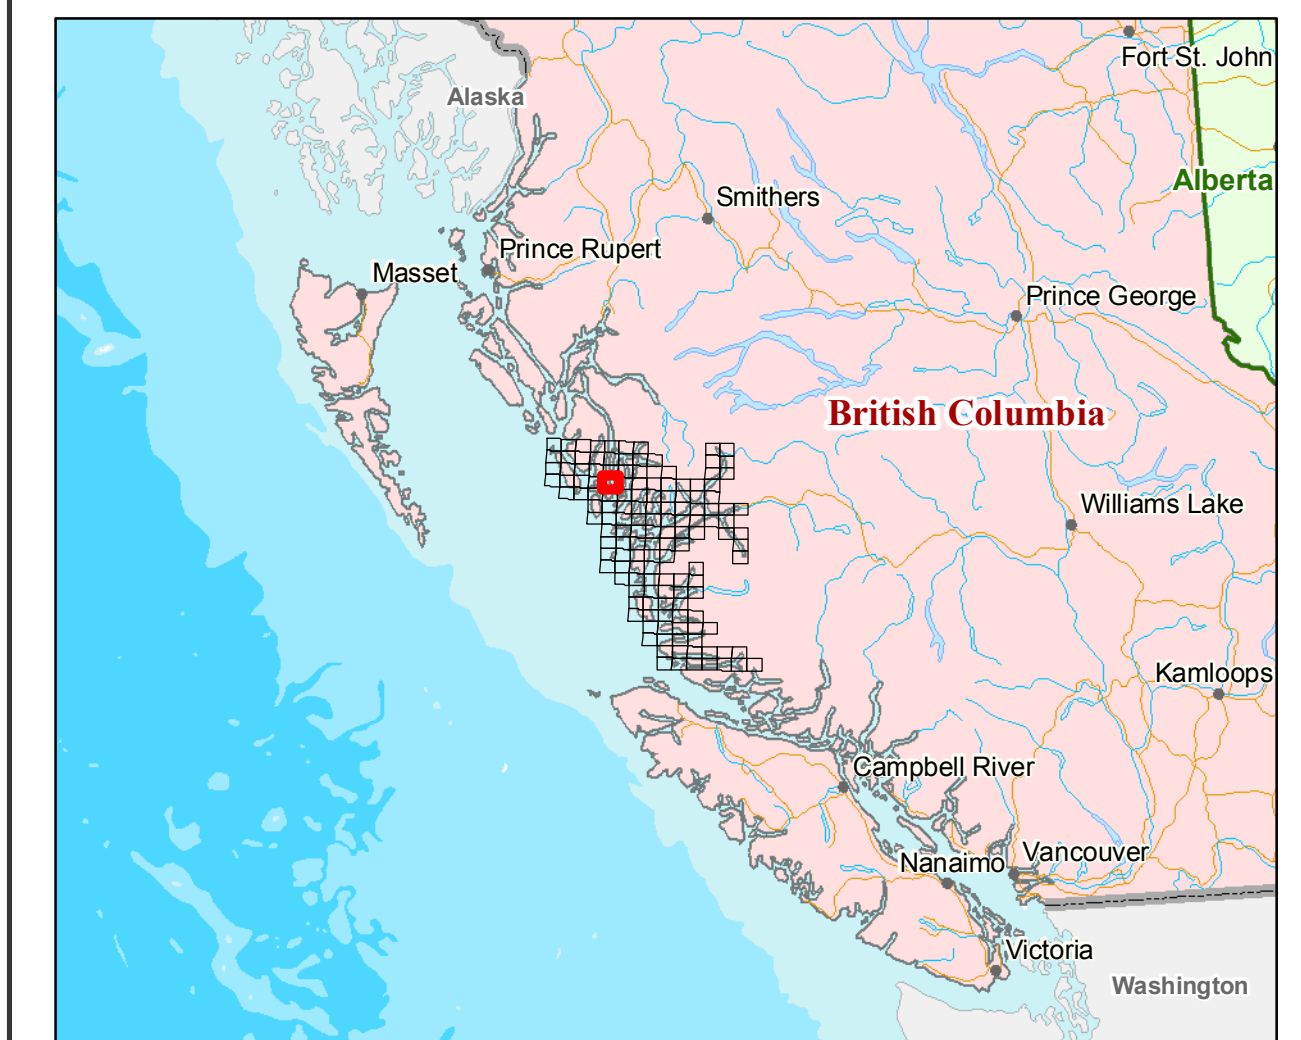 Fort St. John
Alaska
Alberta
Smithers
Prince Rupert
Masset
Prince George
British Columbia
Williams Lake
Kamloops
Campbell River
Vancouver
Nanaimo
Victoria
Washington